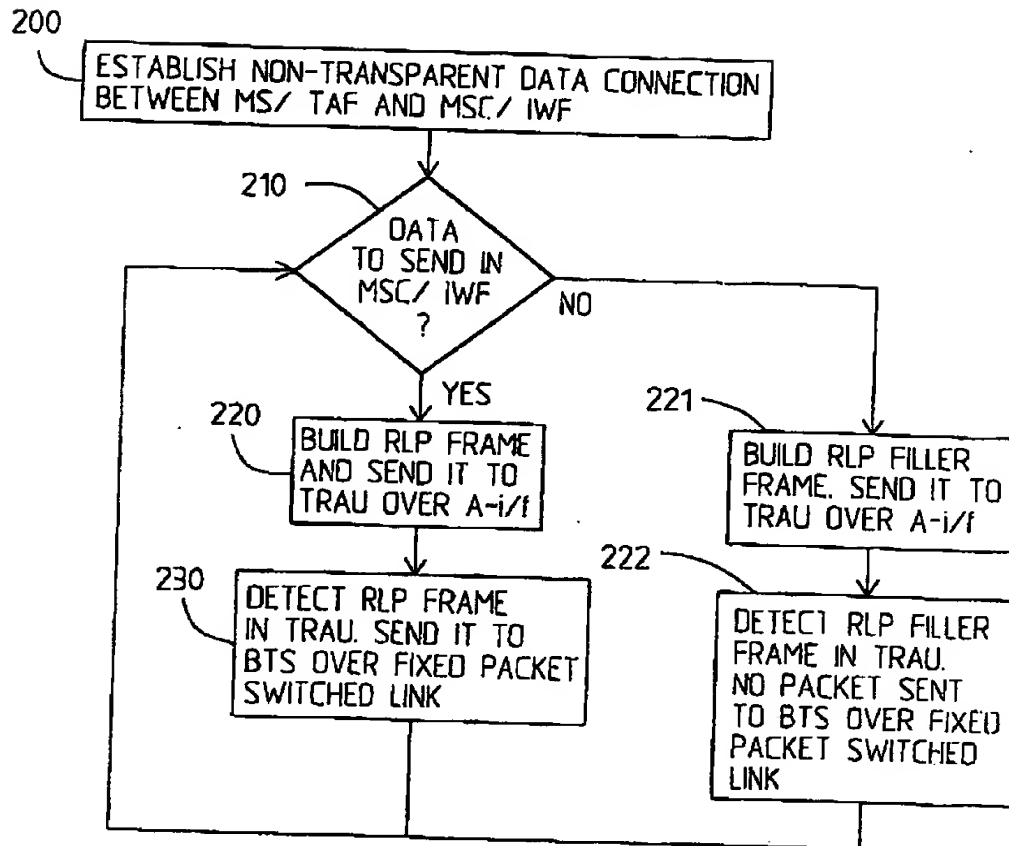 200
ESTABLISH NON-TRANSPARENT DATA CONNECTION
BETWEEN MS/ TAF AND MSC/ IWF
210
DATA
TO SEND IN
MSC/ IWF
?
NO
YES
220
BUILD RLP FRAME
AND SEND IT TO
TRAU OVER A-i/f
221
BUILD RLP FILLER
FRAME. SEND IT TO
TRAU OVER A-i/f
230
DETECT RLP FRAME
IN TRAU. SEND IT TO
BTS OVER FIXED PACKET
SWITCHED LINK
222
DETECT RLP FILLER
FRAME IN TRAU.
NO PACKET SENT
TO BTS OVER FIXED
PACKET SWITCHED
LINK